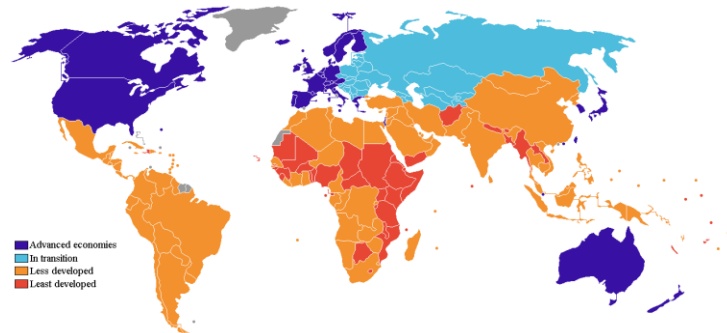 Advanced economies
In transition
Less developed
Least developed